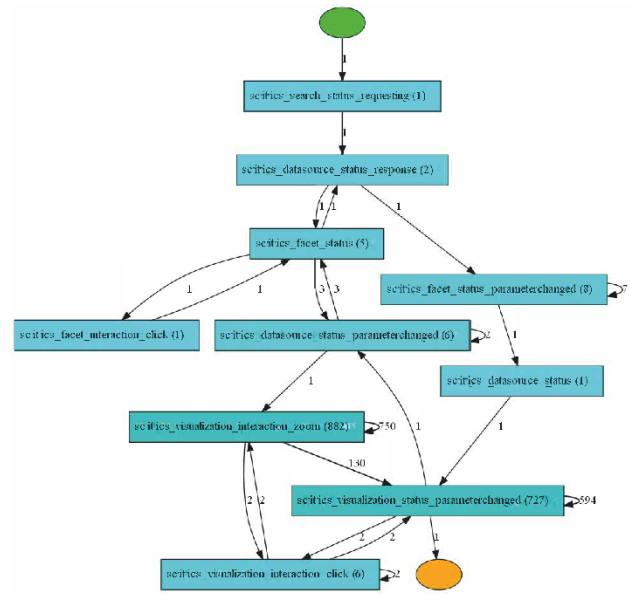 1
scitics_search_status_requesting (1)
1
scitics_datasource_status_response (2)
1 1 1
scitics_facet_status (5)
1 1 3 3
scitics_facet_status_parameterchanged (8) 7
scitics_facet_interaction_click (1)
scitics_datasource_status_parameterchanged (6) 2
1
scitics_datasource_status (1)
1 1 1
scitics_visualization_interaction_zoom (882) 750
130
2 2
scitics_visualization_status_parameterchanged (727) 594
2 2 1
scitics_visualization_interaction_click (6) 2